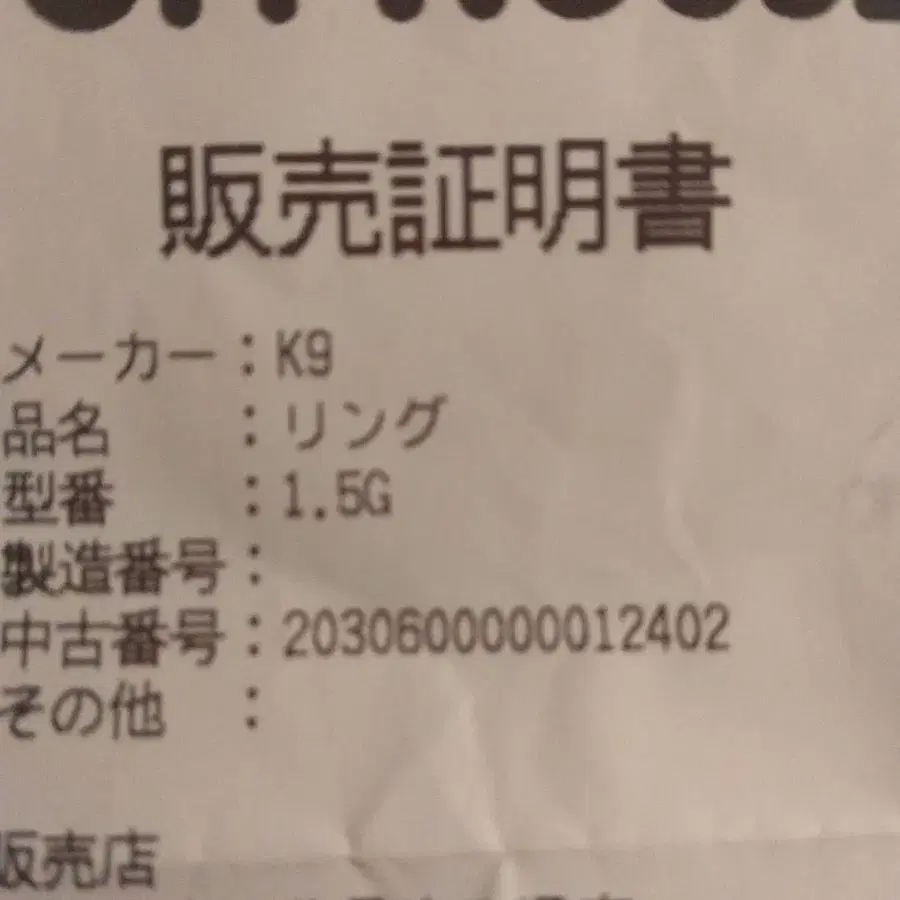 販売証明書
メーカー:K9
品名:リング
型番:1.5G
製造番号:
中古番号:2030600000012402
その他:
販売店